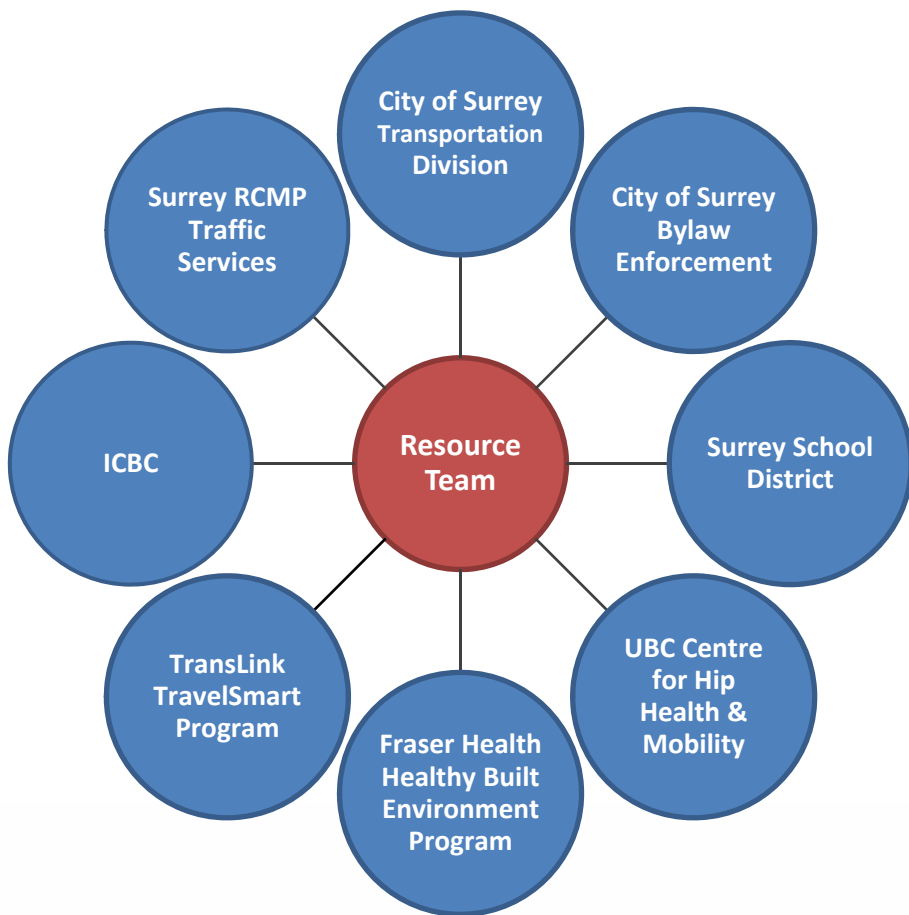 City of Surrey
Transportation
Division
Surrey RCMP
Traffic
Services
City of Surrey
Bylaw
Enforcement
ICBC
Resource
Team
Surrey School
District
TransLink
TravelSmart
Program
UBC Centre
for Hip
Health &
Mobility
Fraser Health
Healthy Built
Environment
Program